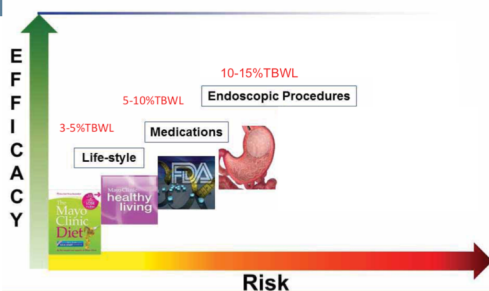 EFFICACY
10-15%TBWL
Endoscopic Procedures
5-10%TBWL
Medications
3-5%TBWL
Life-style
FDA
healthy
living
The
Mayo
Clinic
Diet
Risk